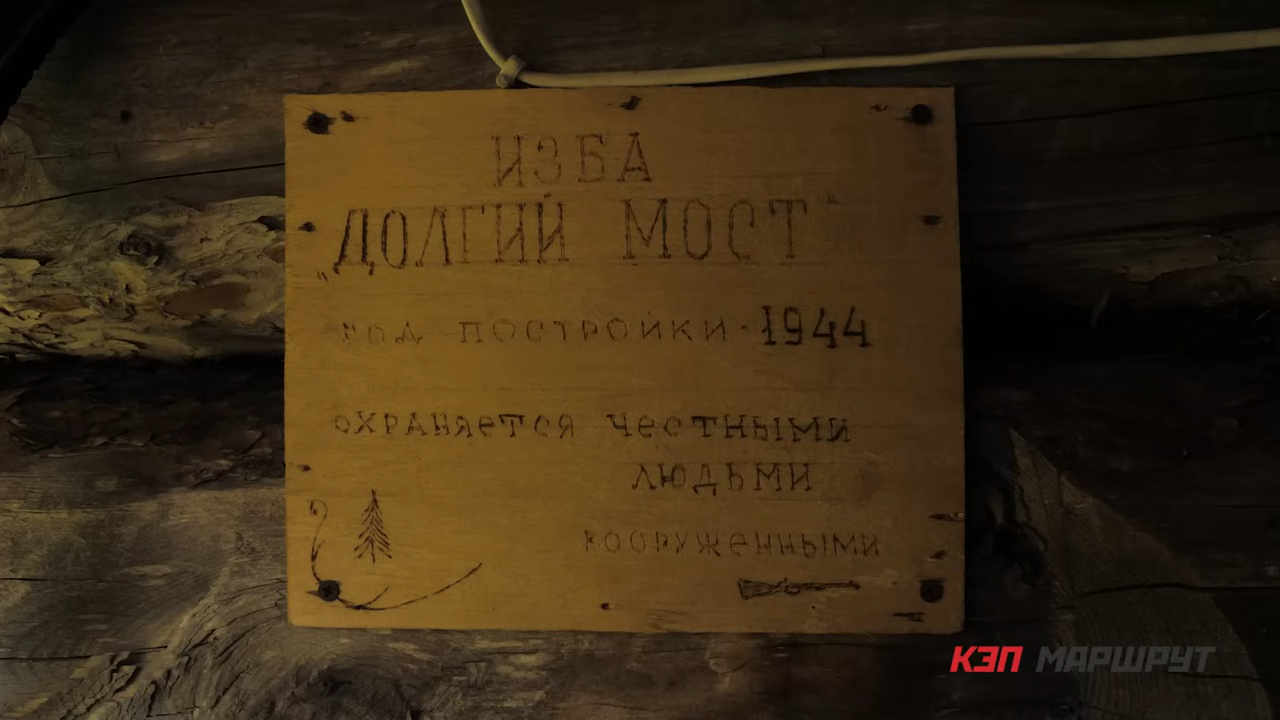 ИЗБА
„ДОЛГИЙ МОСТ“
год постройки - 1944
охраняется честными
людьми
вооруженными
КЭП МАРШРУТ